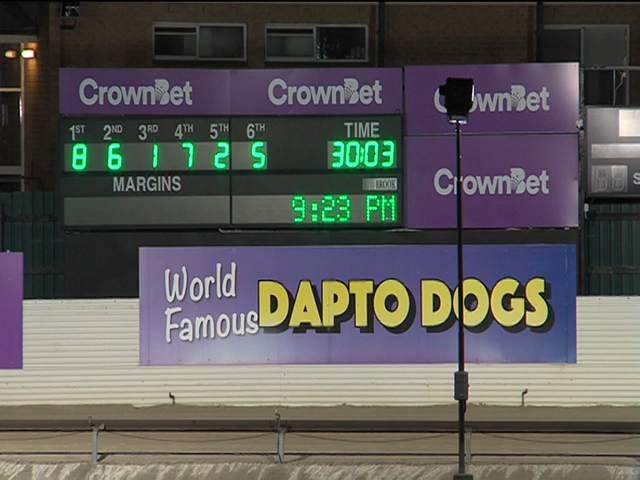 CrownBet CrownBet CrownBet
1ST 2ND 3RD 4TH 5TH 6TH TIME
8 6 1 7 2 5 30:03
MARGINS BROOK CrownBet
9:23 PM
World
Famous
DAPTO DOGS